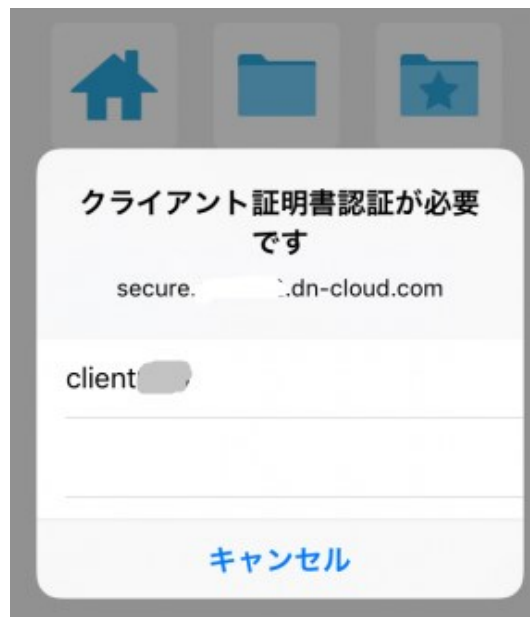 クライアント証明書認証が必要
です
secure. .dn-cloud.com
client
キャンセル